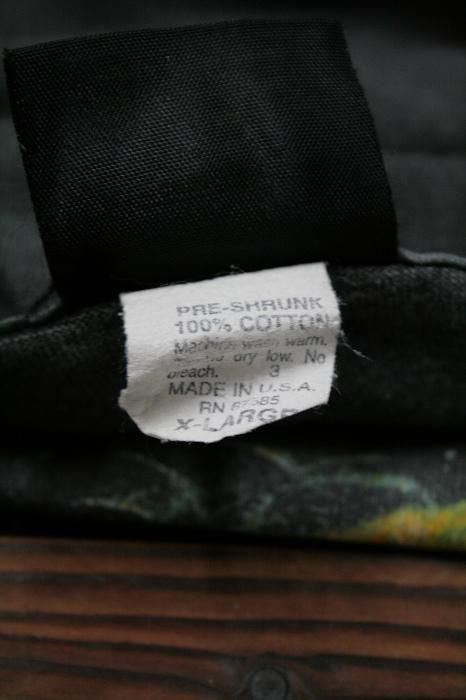 PRE-SHRUNK
100% COTTON
Machine wash warm.
dry low. No
bleach. 3
MADE IN U.S.A.
RN
X-LARGE